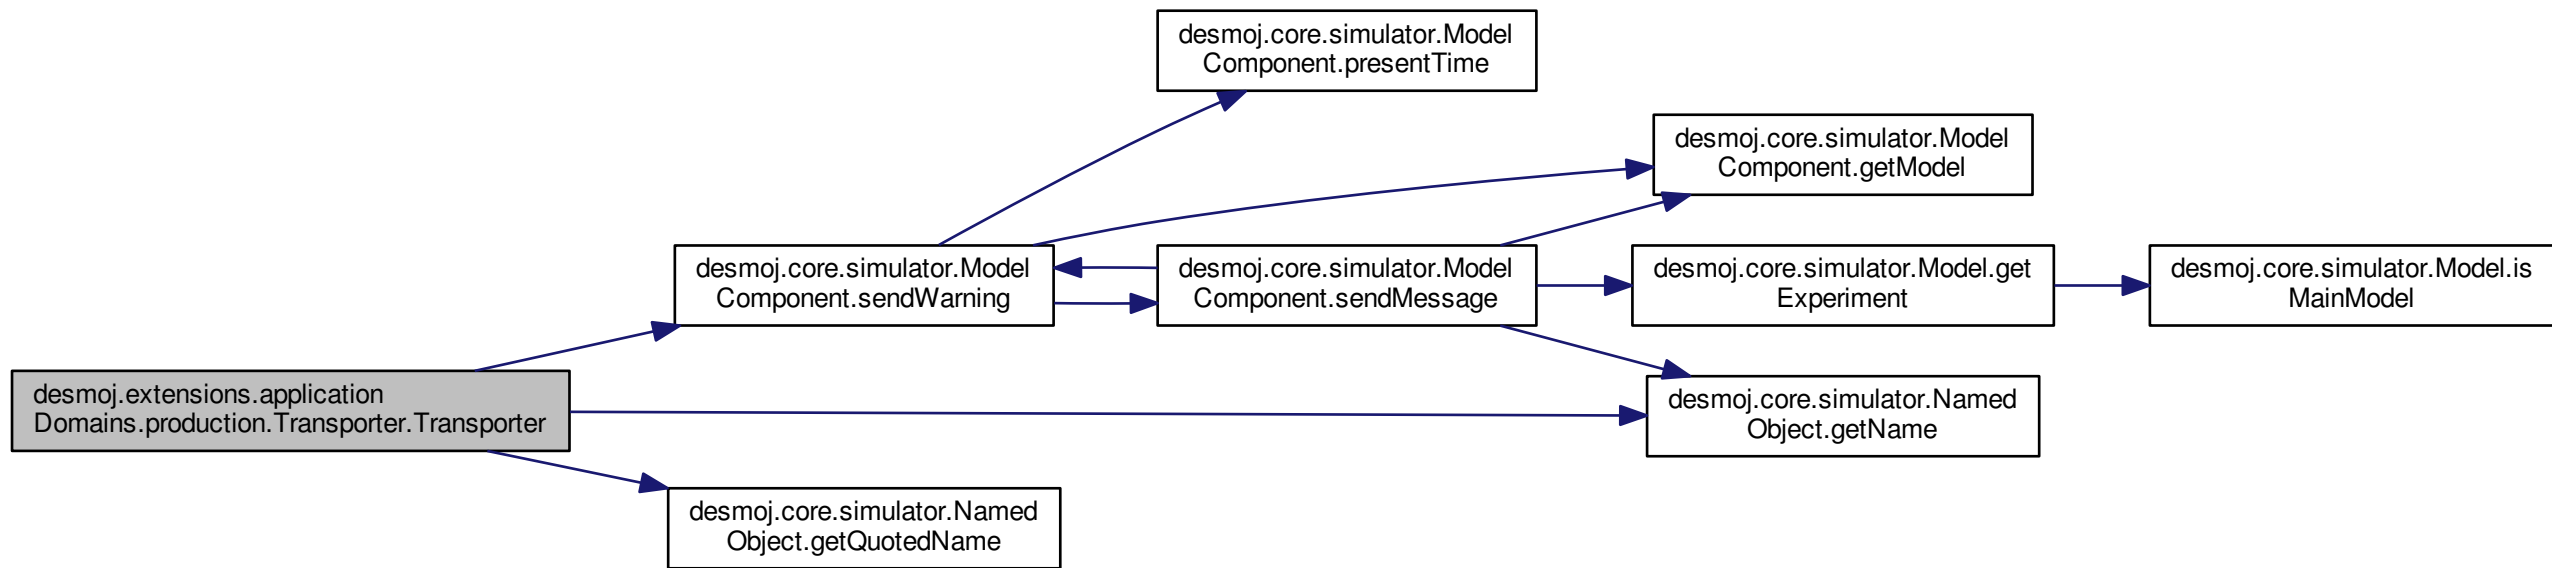 desmoj.core.simulator.Model
Component.presentTime
desmoj.core.simulator.Model
Component.getModel
desmoj.core.simulator.Model
Component.sendWarning
desmoj.core.simulator.Model
Component.sendMessage
desmoj.core.simulator.Model.get
Experiment
desmoj.core.simulator.Model.is
MainModel
desmoj.extensions.application
Domains.production.Transporter.Transporter
desmoj.core.simulator.Named
Object.getName
desmoj.core.simulator.Named
Object.getQuotedName